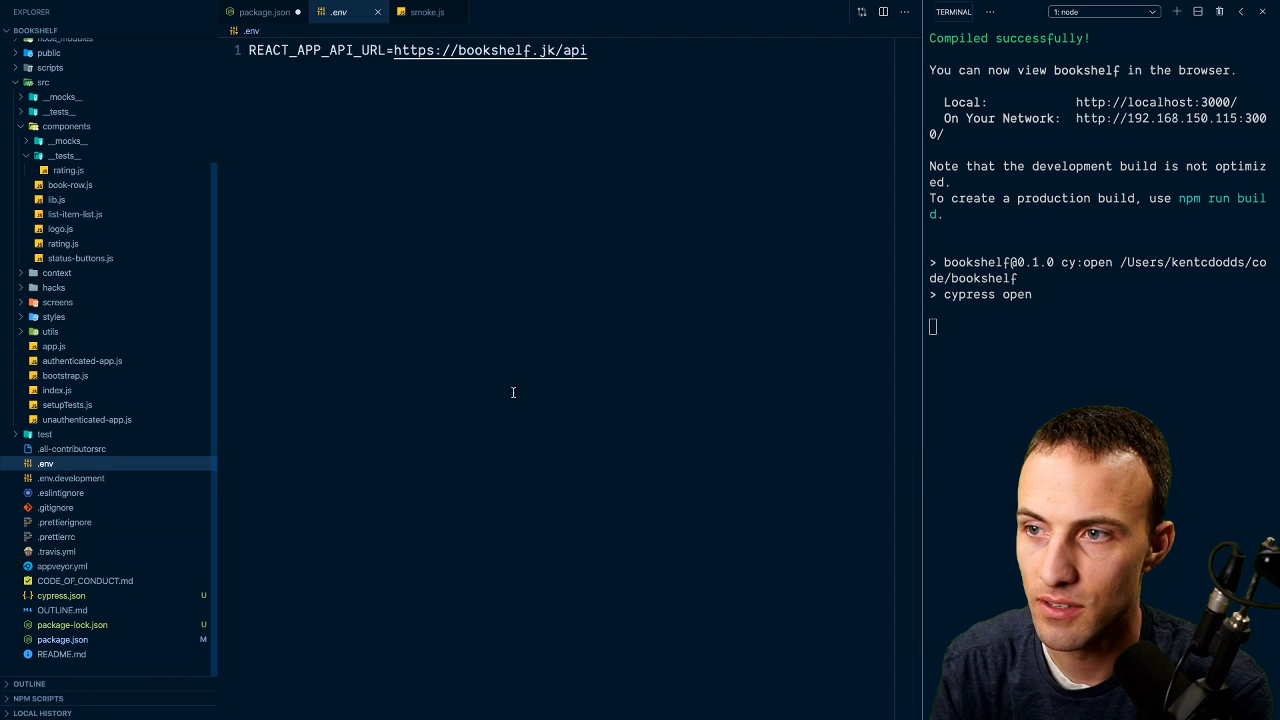 EXPLORER
BOOKSHELF
node_modules
public
scripts
src
__mocks__
__tests__
components
__mocks__
__tests__
rating.js
book-row.js
lib.js
list-item-list.js
logo.js
rating.js
status-buttons.js
context
hacks
screens
styles
utils
app.js
authenticated-app.js
bootstrap.js
index.js
setupTests.js
unauthenticated-app.js
test
.all-contributorsrc
.env
.env.development
.eslintignore
.gitignore
.prettierignore
.prettierrc
.travis.yml
appveyor.yml
CODE_OF_CONDUCT.md
cypress.json U
OUTLINE.md
package-lock.json U
package.json M
README.md
OUTLINE
NPM SCRIPTS
LOCAL HISTORY
package.json .env smoke.js
.env
1 REACT_APP_API_URL=https://bookshelf.jk/api
TERMINAL 1: node
Compiled successfully!
You can now view bookshelf in the browser.
Local: http://localhost:3000/
On Your Network: http://192.168.150.115:300
0/
Note that the development build is not optimiz
ed.
To create a production build, use npm run buil
d.
> bookshelf@0.1.0 cy:open /Users/kentcdodds/co
de/bookshelf
> cypress open